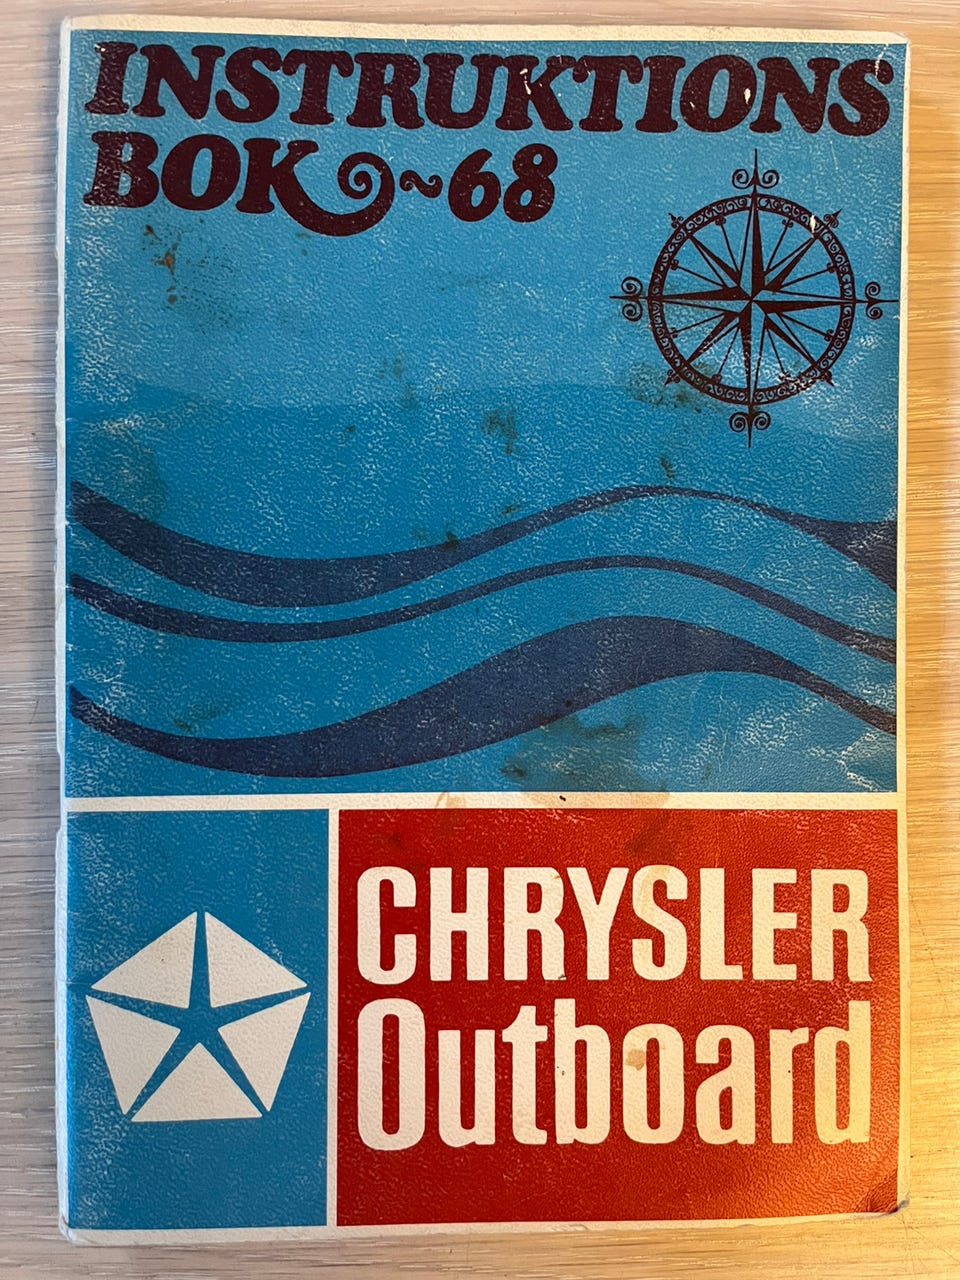 INSTRUKTIONS
BOK ~68
CHRYSLER
Outboard